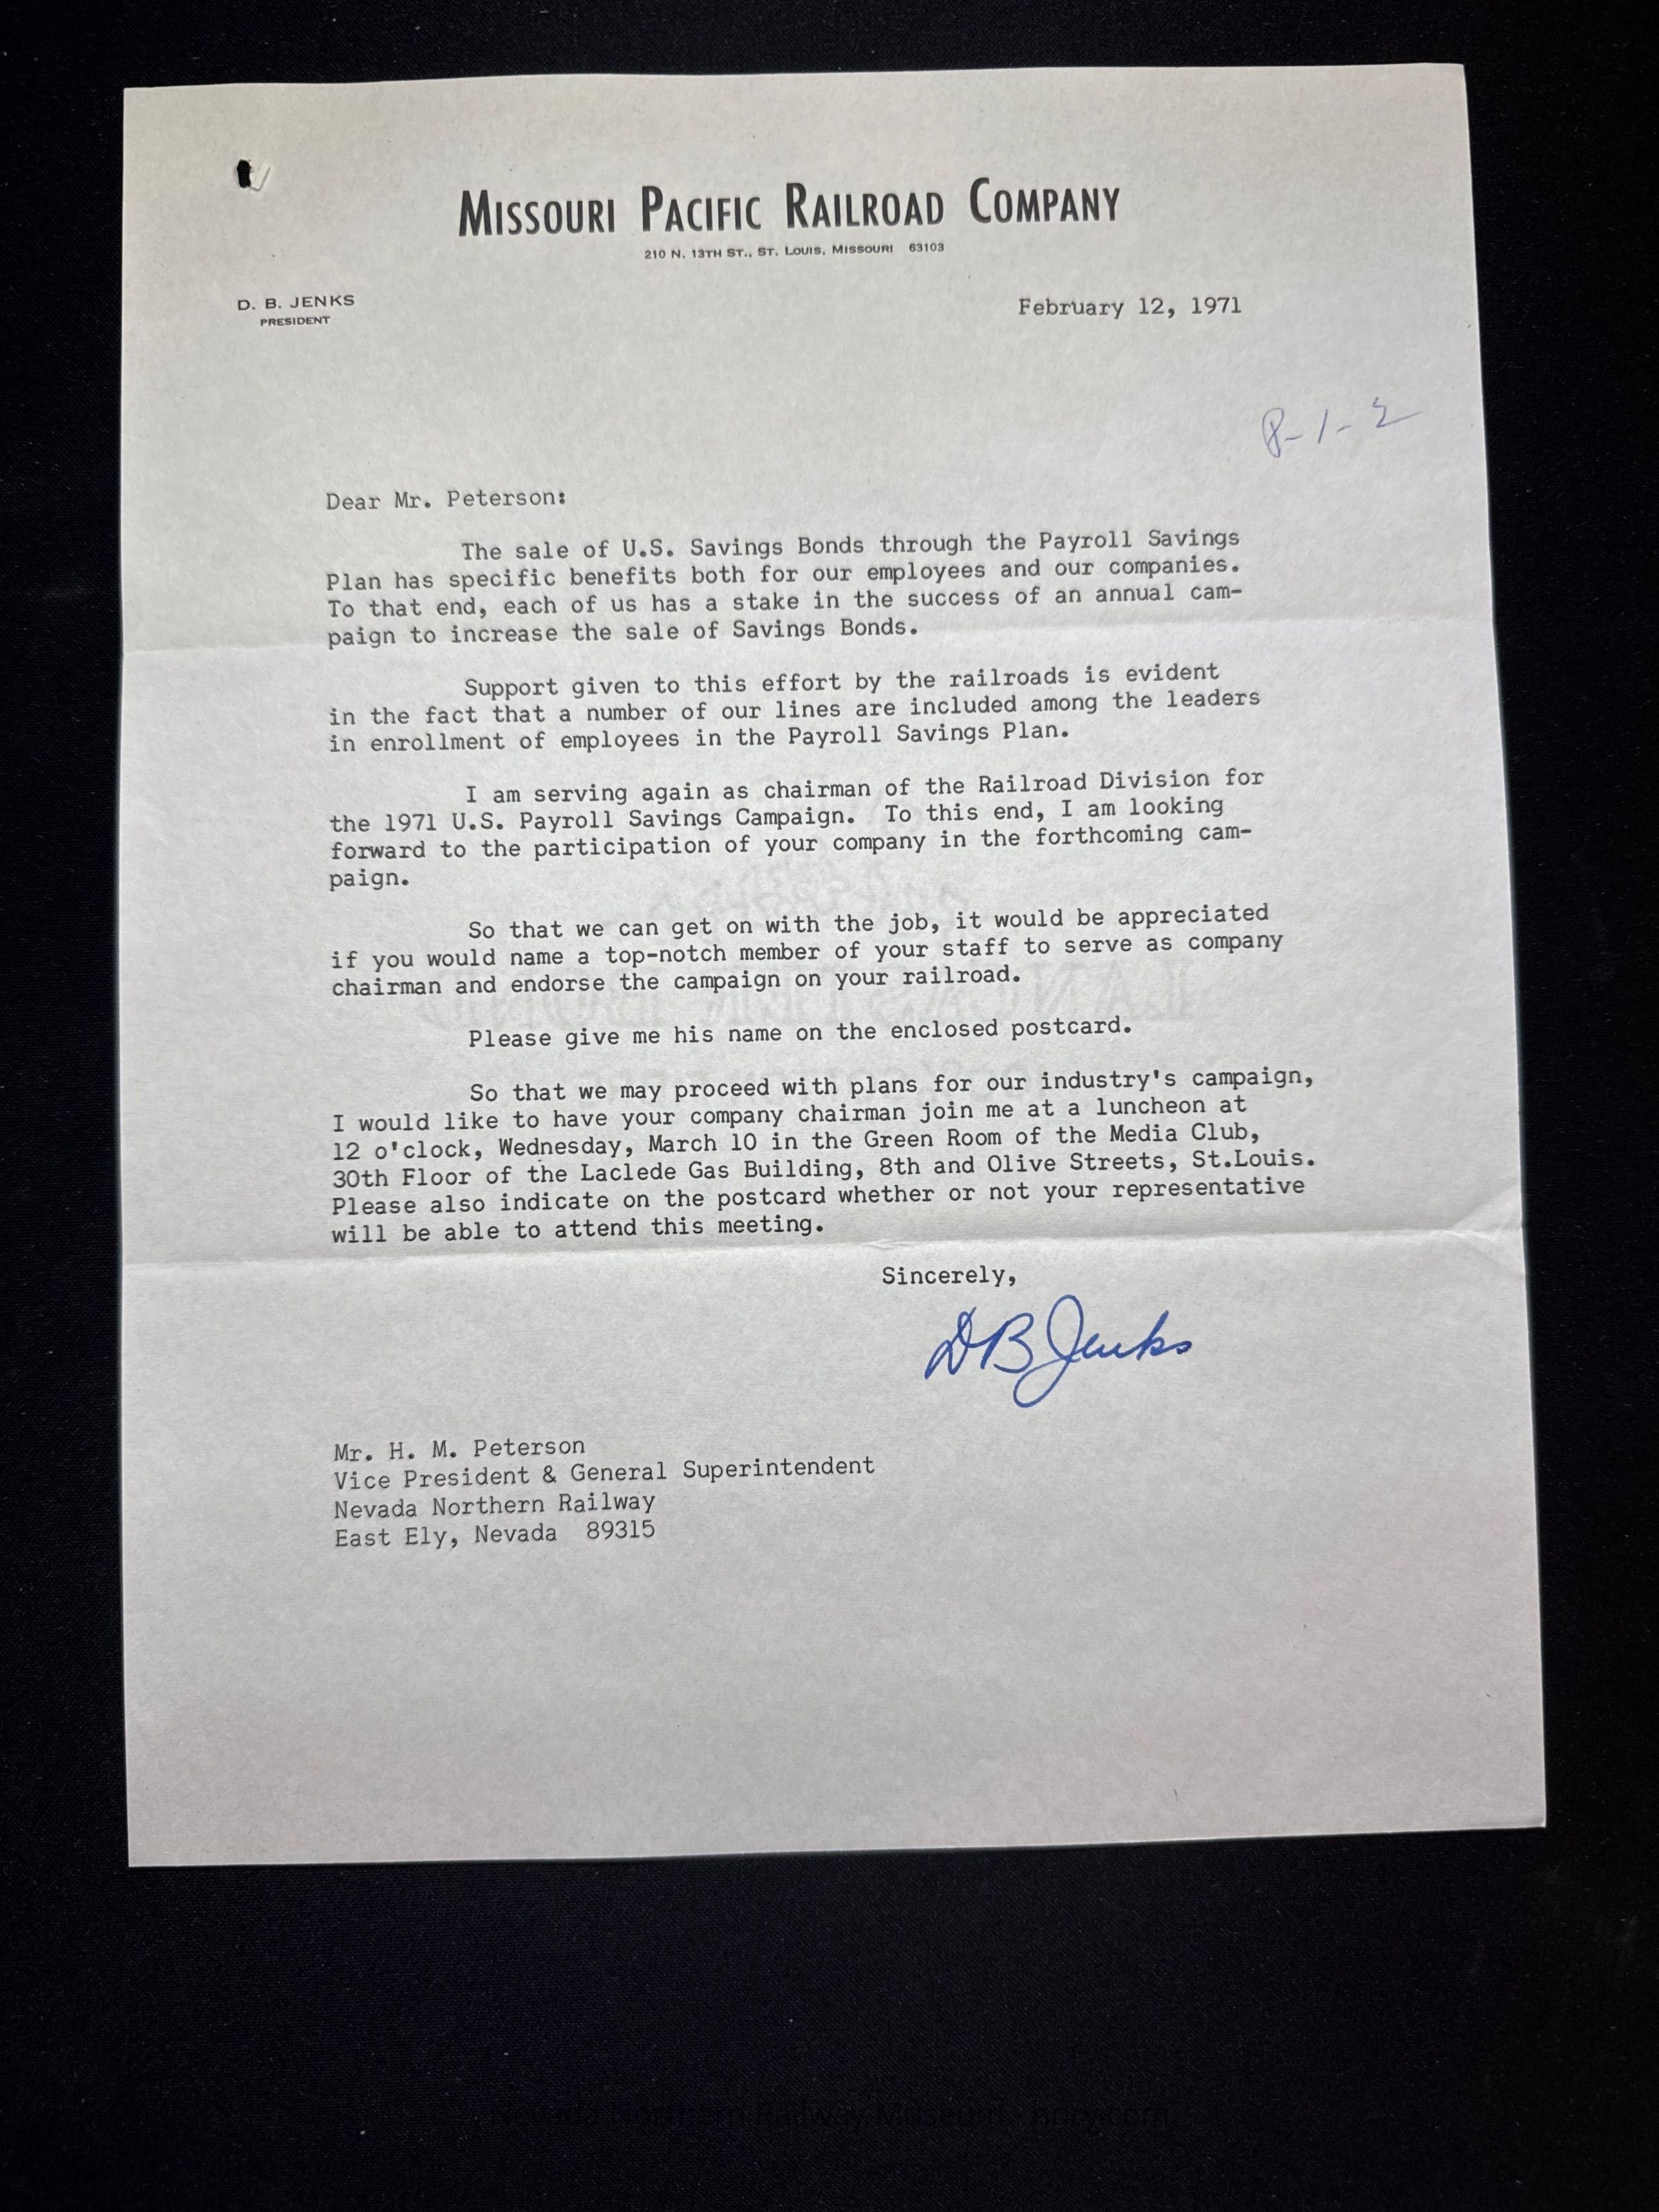 MISSOURI PACIFIC RAILROAD COMPANY
210 N. 13TH ST., ST. LOUIS, MISSOURI 63103
D. B. JENKS
PRESIDENT
February 12, 1971
8-1-2
Dear Mr. Peterson:
The sale of U.S. Savings Bonds through the Payroll Savings
Plan has specific benefits both for our employees and our companies.
To that end, each of us has a stake in the success of an annual cam-
paign to increase the sale of Savings Bonds.
Support given to this effort by the railroads is evident
in the fact that a number of our lines are included among the leaders
in enrollment of employees in the Payroll Savings Plan.
I am serving again as chairman of the Railroad Division for
the 1971 U.S. Payroll Savings Campaign. To this end, I am looking
forward to the participation of your company in the forthcoming cam-
paign.
So that we can get on with the job, it would be appreciated
if you would name a top-notch member of your staff to serve as company
chairman and endorse the campaign on your railroad.
Please give me his name on the enclosed postcard.
So that we may proceed with plans for our industry's campaign,
I would like to have your company chairman join me at a luncheon at
12 o'clock, Wednesday, March 10 in the Green Room of the Media Club,
30th Floor of the Laclede Gas Building, 8th and Olive Streets, St.Louis.
Please also indicate on the postcard whether or not your representative
will be able to attend this meeting.
Sincerely,
DB Jenks
Mr. H. M. Peterson
Vice President & General Superintendent
Nevada Northern Railway
East Ely, Nevada 89315
Nevada Northern Railway Museum - nnry.com